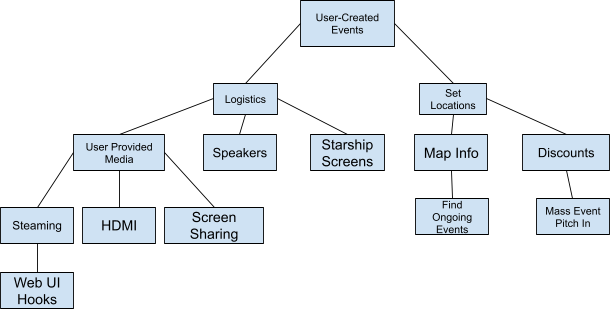 User-Created
Events
Logistics
Set
Locations
User Provided
Media
Speakers
Starship
Screens
Map Info
Discounts
Steaming
HDMI
Screen
Sharing
Find
Ongoing
Events
Mass Event
Pitch In
Web UI
Hooks